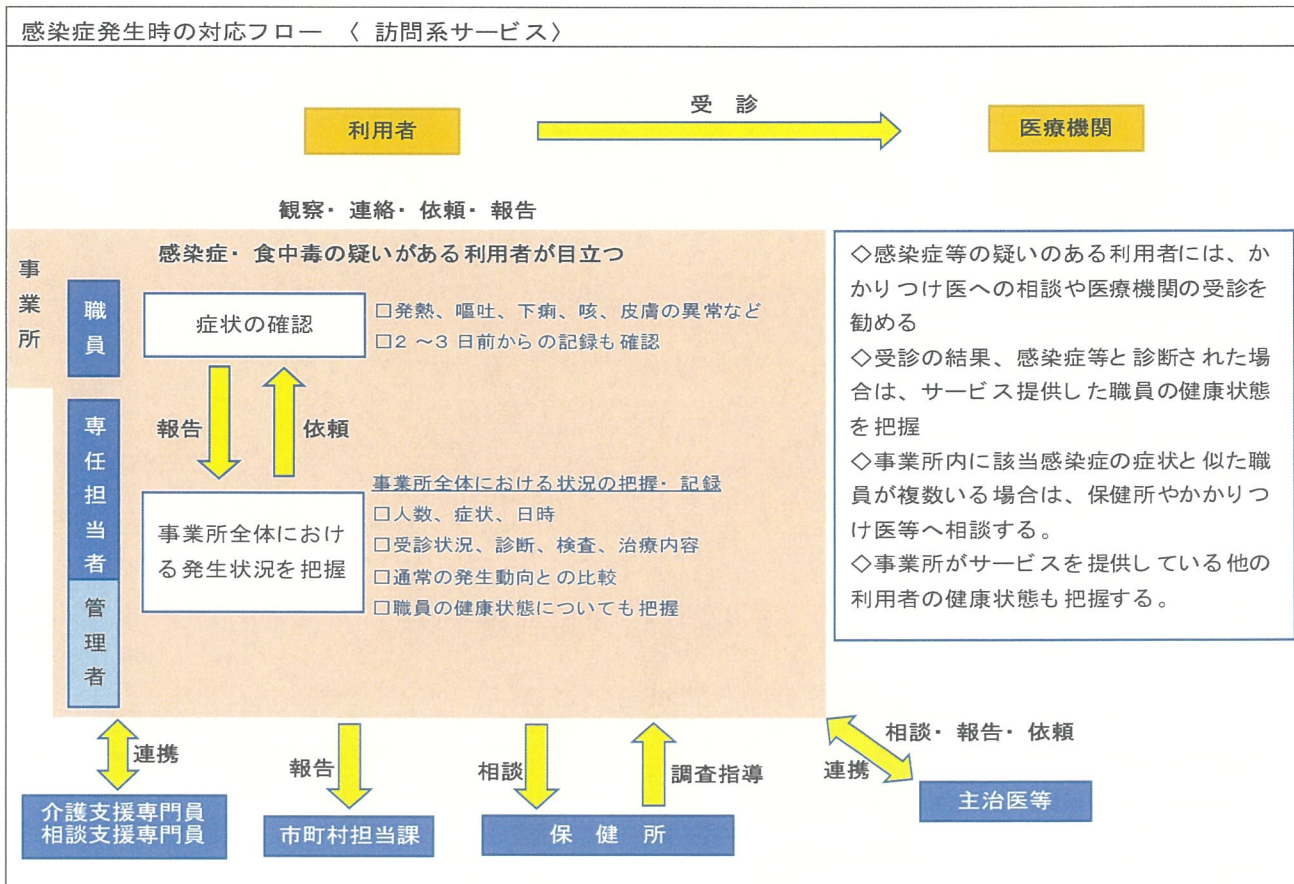 感染症発生時の対応フロー 〈 訪問系サービス〉
受 診
利用者
医療機関
観察・連絡・依頼・報告
事業所
感染症・食中毒の疑いがある利用者が目立つ
職員
症状の確認
□発熱、嘔吐、下痢、咳、皮膚の異常など
□2 ~3 日前からの記録も確認
報告
依頼
専任担当者
管理者
事業所全体におけ
る発生状況を把握
事業所全体における状況の把握・記録
□人数、症状、日時
□受診状況、診断、検査、治療内容
□通常の発生動向との比較
□職員の健康状態についても把握
◇感染症等の疑いのある利用者には、か
かりつけ医への相談や医療機関の受診を
勧める
◇受診の結果、感染症等と診断された場
合は、サービス提供した職員の健康状態
を把握
◇事業所内に該当感染症の症状と似た職
員が複数いる場合は、保健所やかかりつ
け医等へ相談する。
◇事業所がサービスを提供している他の
利用者の健康状態も把握する。
連携
報告
相談
調査指導
相談・報告・依頼
連携
介護支援専門員
相談支援専門員
市町村担当課
保 健 所
主治医等